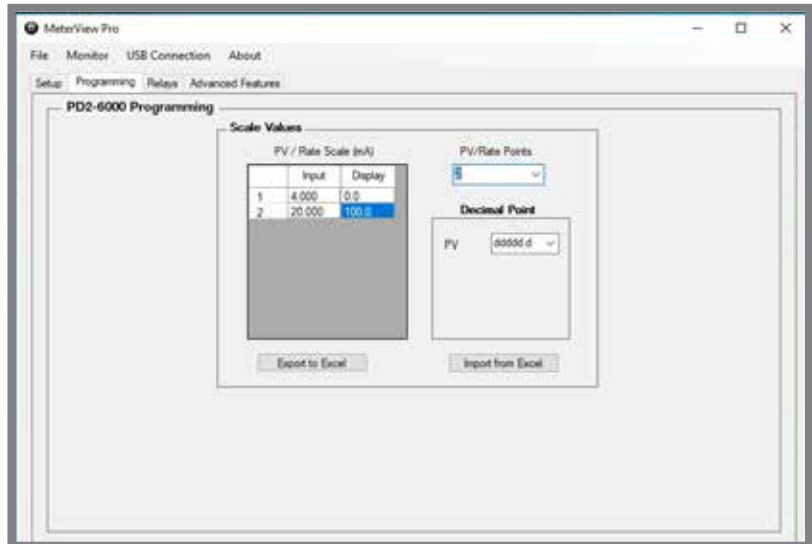 MeterView Pro
File Monitor USB Connection About
Setup Programming Relays Advanced Features
PD2-6000 Programming
Scale Values
PV / Rate Scale (mA)
Input Display
1 4.000 0.0
2 20.000 100.0
Export to Excel
PV/Rate Points
Decimal Point
PV ddddd.d
Import from Excel